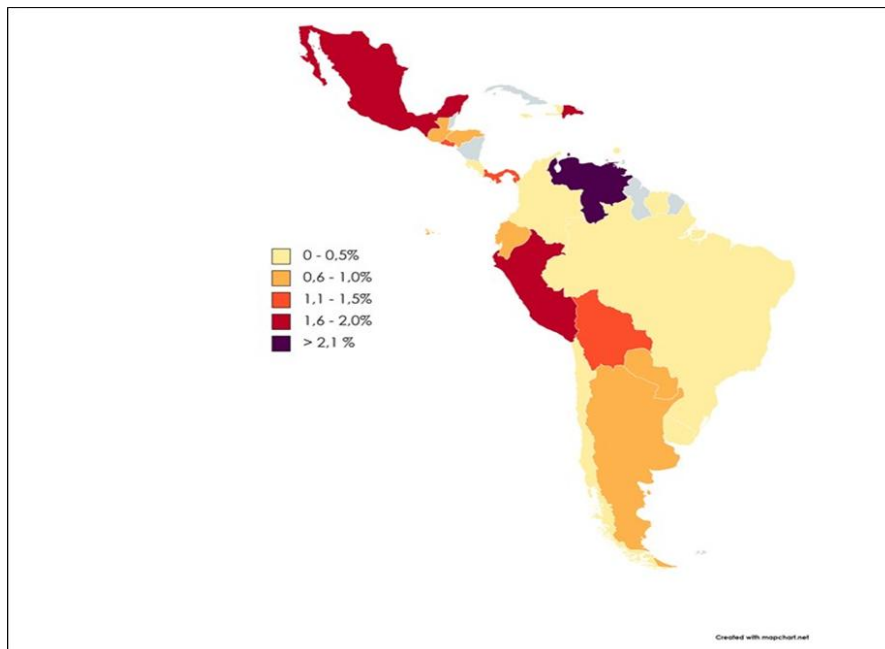 0 - 0,5%
0,6 - 1,0%
1,1 - 1,5%
1,6 - 2,0%
> 2,1 %
Created with mapchart.net